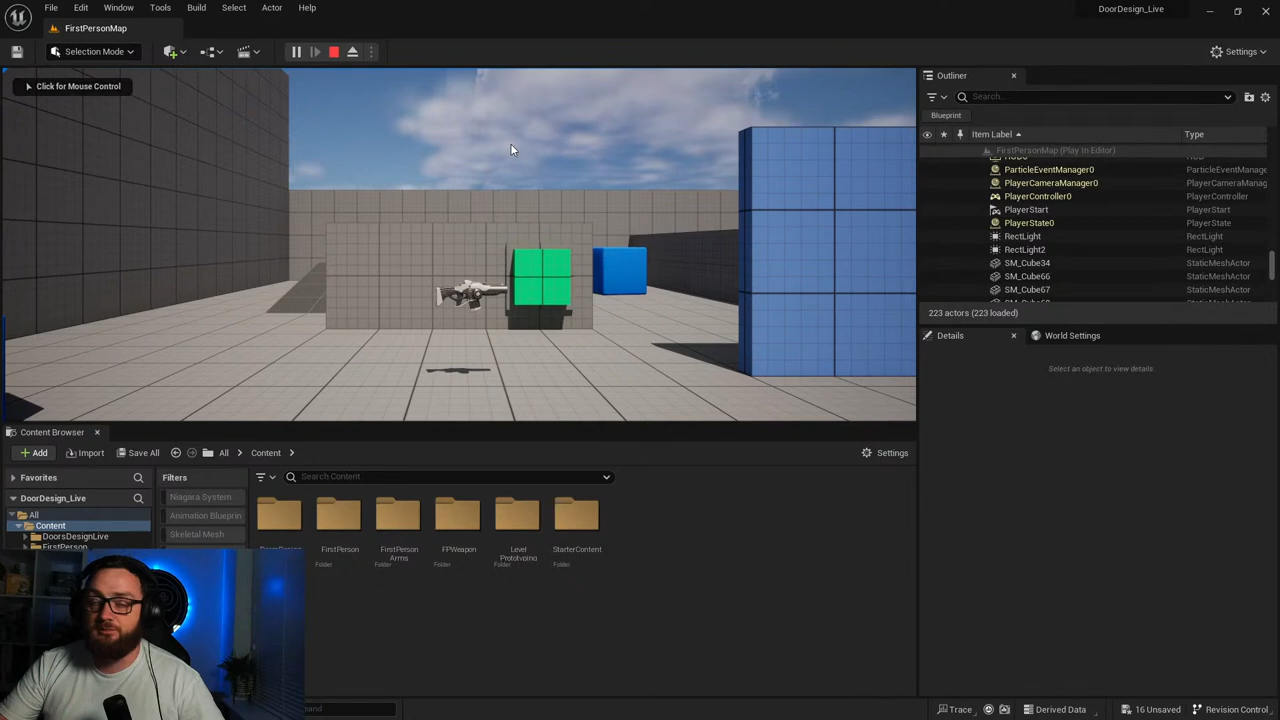 File Edit Window Tools Build Select Actor Help
DoorDesign_Live
FirstPersonMap
Selection Mode
Settings
Click for Mouse Control
Outliner
Search...
Blueprint
Item Label
Type
FirstPersonMap (Play In Editor)
ParticleEventManager0 ParticleEventManage
PlayerCameraManager0 PlayerCameraManag
PlayerController0 PlayerController
PlayerStart PlayerStart
PlayerState0 PlayerState
RectLight RectLight
RectLight2 RectLight
SM_Cube34 StaticMeshActor
SM_Cube66 StaticMeshActor
SM_Cube67 StaticMeshActor
223 actors (223 loaded)
Details
World Settings
Select an object to view details.
Content Browser
Add Import Save All All Content
Settings
Favorites
Filters
Search Content
DoorDesign_Live
Niagara System
All
Animation Blueprin
Content
Skeletal Mesh
DoorsDesignLive
FirstPerson
FirstPerson
FirstPerson
Arms
FPWeapon
Level
Prototyping
StarterContent
Folder Folder Folder Folder Folder
Trace
Derived Data
16 Unsaved
Revision Control